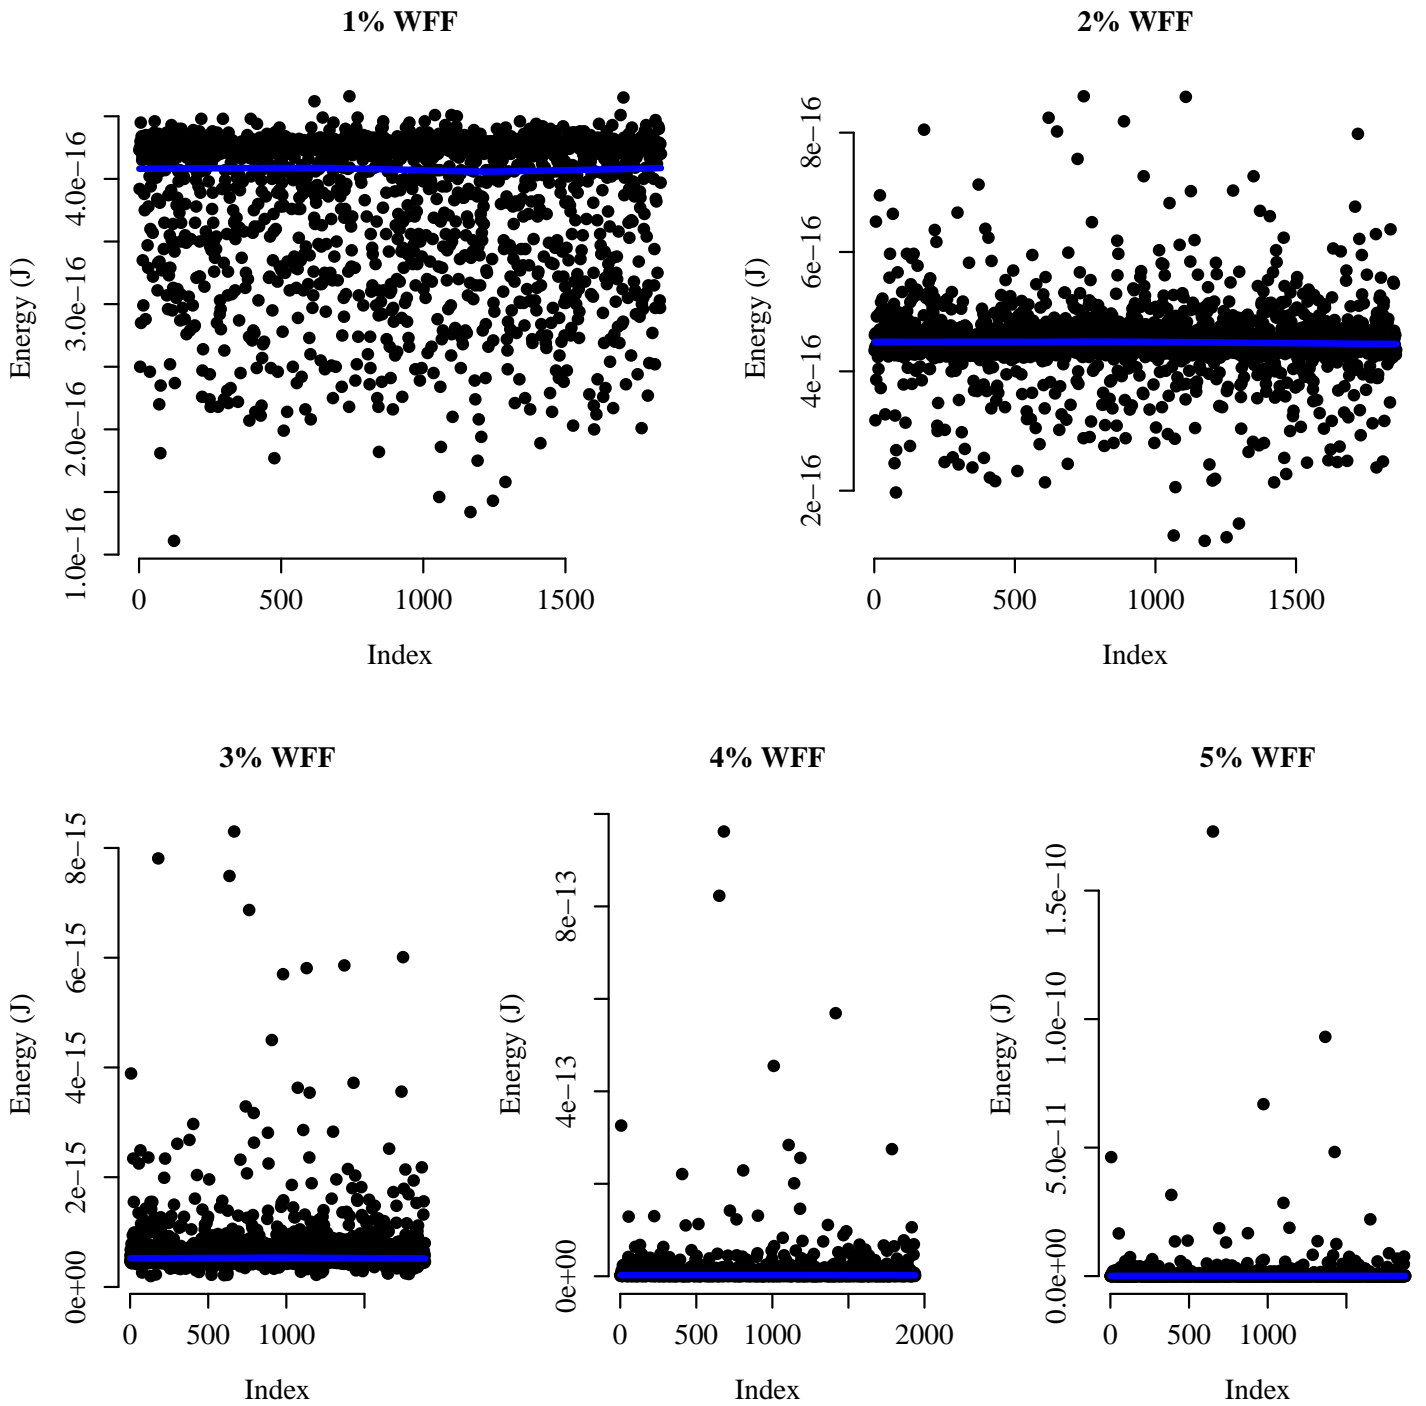 1% WFF
Energy (J)
1.0e−16 2.0e−16 3.0e−16 4.0e−16
0 500 1000 1500
Index
2% WFF
Energy (J)
2e−16 4e−16 6e−16 8e−16
0 500 1000 1500
Index
3% WFF
Energy (J)
0e+00 2e−15 4e−15 6e−15 8e−15
0 500 1000
Index
4% WFF
Energy (J)
0e+00 4e−13 8e−13
0 500 1000 2000
Index
5% WFF
Energy (J)
0.0e+00 5.0e−11 1.0e−10 1.5e−10
0 500 1000
Index